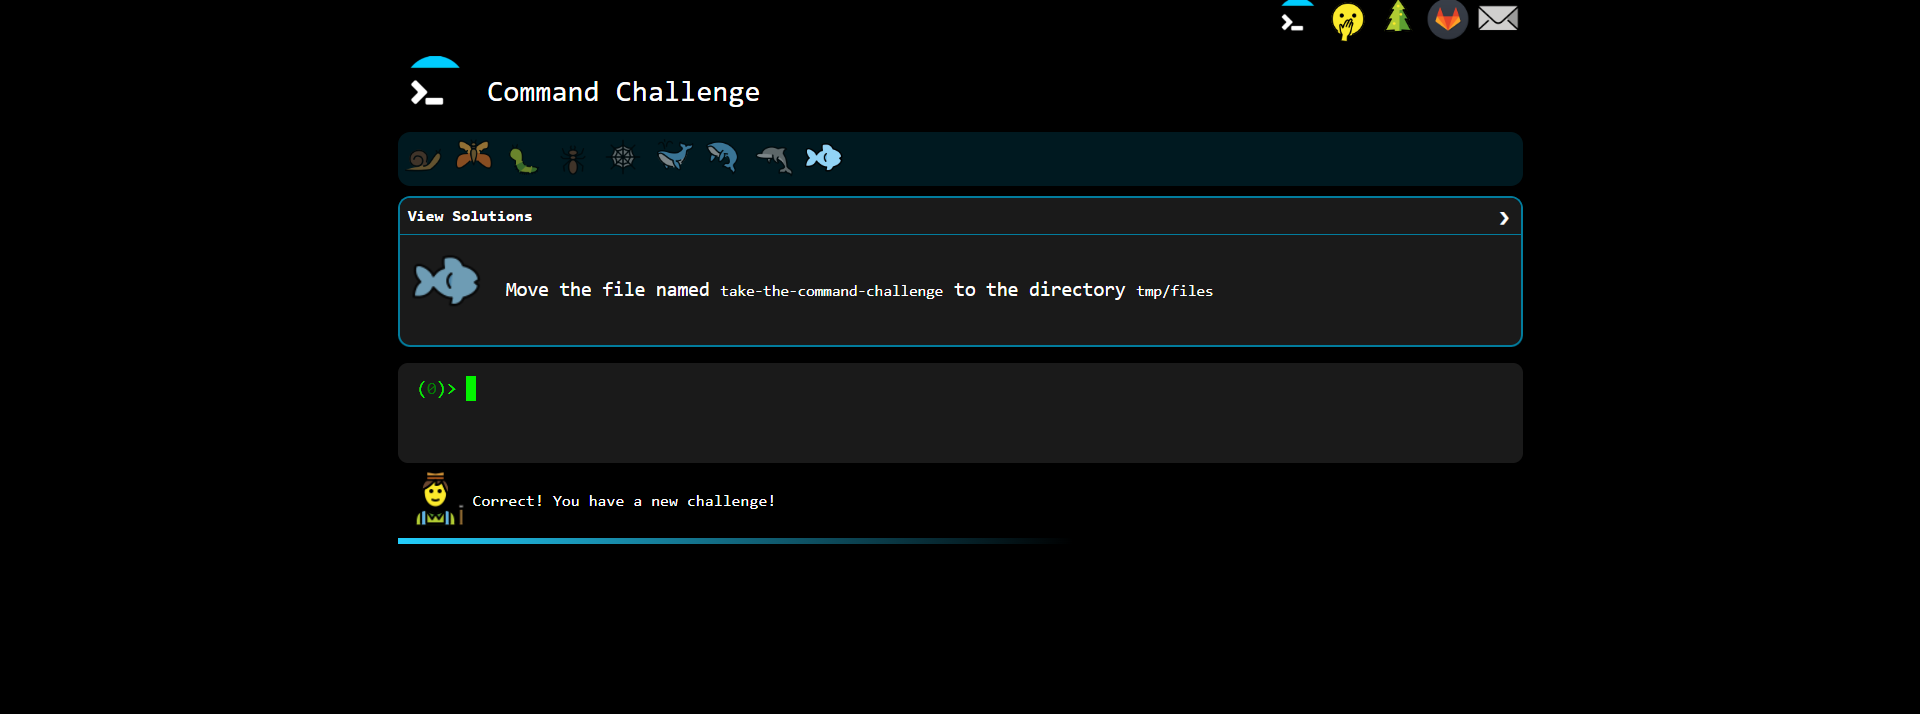 Command Challenge
View Solutions
Move the file named take-the-command-challenge to the directory tmp/files
(0)>
Correct! You have a new challenge!